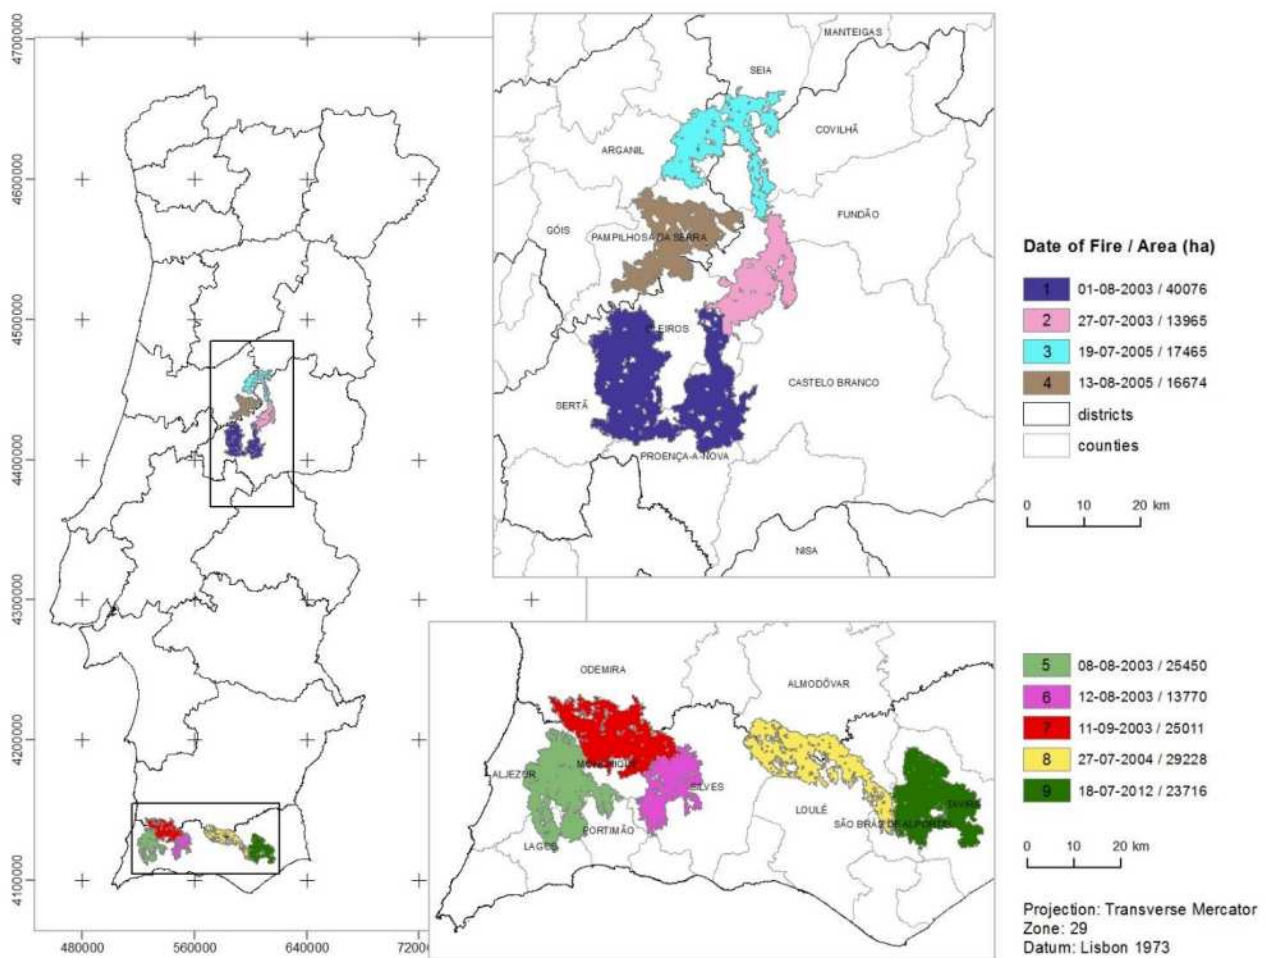 4700000
4600000
4500000
4400000
4300000
4200000
4100000
480000
560000
640000
72000
MANTEIGAS
SEIA
COVILHÃ
ARGANIL
FUNDÃO
GÓIS
PAMPILHOSA DA SERRA
OLEIROS
CASTELO BRANCO
SERTÃ
PROENÇA-A-NOVA
NISA
Date of Fire / Area (ha)
1 01-08-2003 / 40076
2 27-07-2003 / 13965
3 19-07-2005 / 17465
4 13-08-2005 / 16674
districts
counties
0 10 20 km
ODEMIRA
ALMODÔVAR
ALJEZUR
MONCHIQUE
SILVES
LOULÉ
TAVIRA
SÃO BRÁS DE ALPORTEL
PORTIMÃO
LAGOS
5 08-08-2003 / 25450
6 12-08-2003 / 13770
7 11-09-2003 / 25011
8 27-07-2004 / 29228
9 18-07-2012 / 23716
0 10 20 km
Projection: Transverse Mercator
Zone: 29
Datum: Lisbon 1973